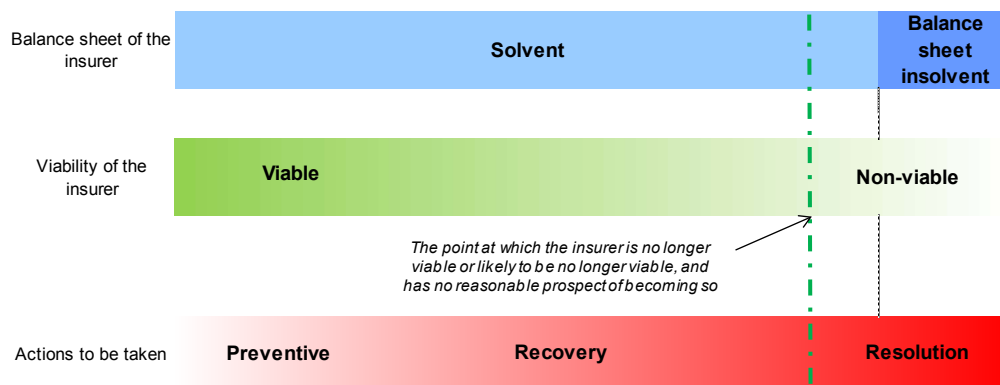 Balance sheet of the
insurer
Solvent
Balance
sheet
insolvent
Viability of the
insurer
Viable
Non-viable
The point at which the insurer is no longer
viable or likely to be no longer viable, and
has no reasonable prospect of becoming so
Actions to be taken
Preventive
Recovery
Resolution